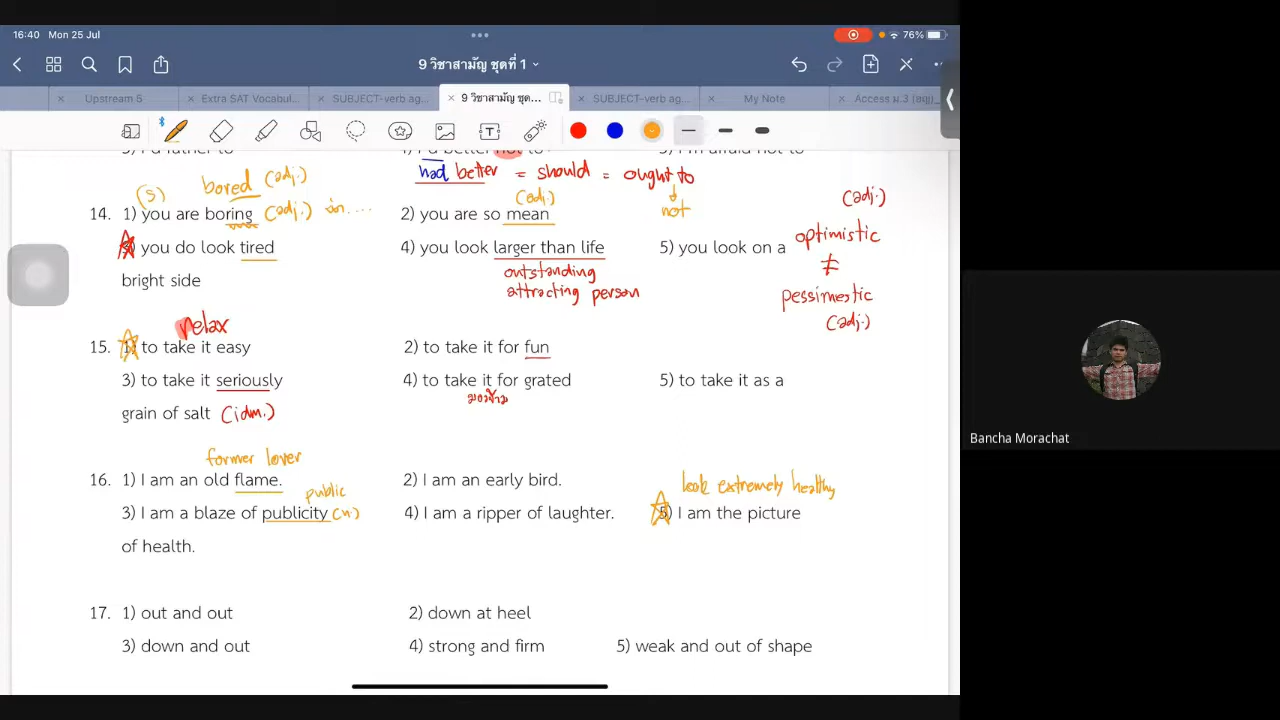 16:40 Mon 25 Jul
76%
9 วิชาสามัญ ชุดที่ 1
Upstream 5
Extra SAT Vocabul...
SUBJECT-verb ag...
9 วิชาสามัญ ชุด...
SUBJECT-verb ag...
My Note
Access ม.3 (ธญ)_
had better = should = ought to
not
(s) bored (adj.)
(adj.)
(adj.)
14. 1) you are boring (adj.)
2) you are so mean
you do look tired
4) you look larger than life
5) you look on a
bright side
outstanding
attracting person
optimistic
≠
pessimestic
(adj.)
relax
15. 1) to take it easy
2) to take it for fun
3) to take it seriously
4) to take it for grated
5) to take it as a
มองข้าม
grain of salt (idm.)
former lover
16. 1) I am an old flame.
2) I am an early bird.
public
look extremely healthy
3) I am a blaze of publicity (n.)
4) I am a ripper of laughter.
5) I am the picture
of health.
17. 1) out and out
2) down at heel
3) down and out
4) strong and firm
5) weak and out of shape
Bancha Morachat